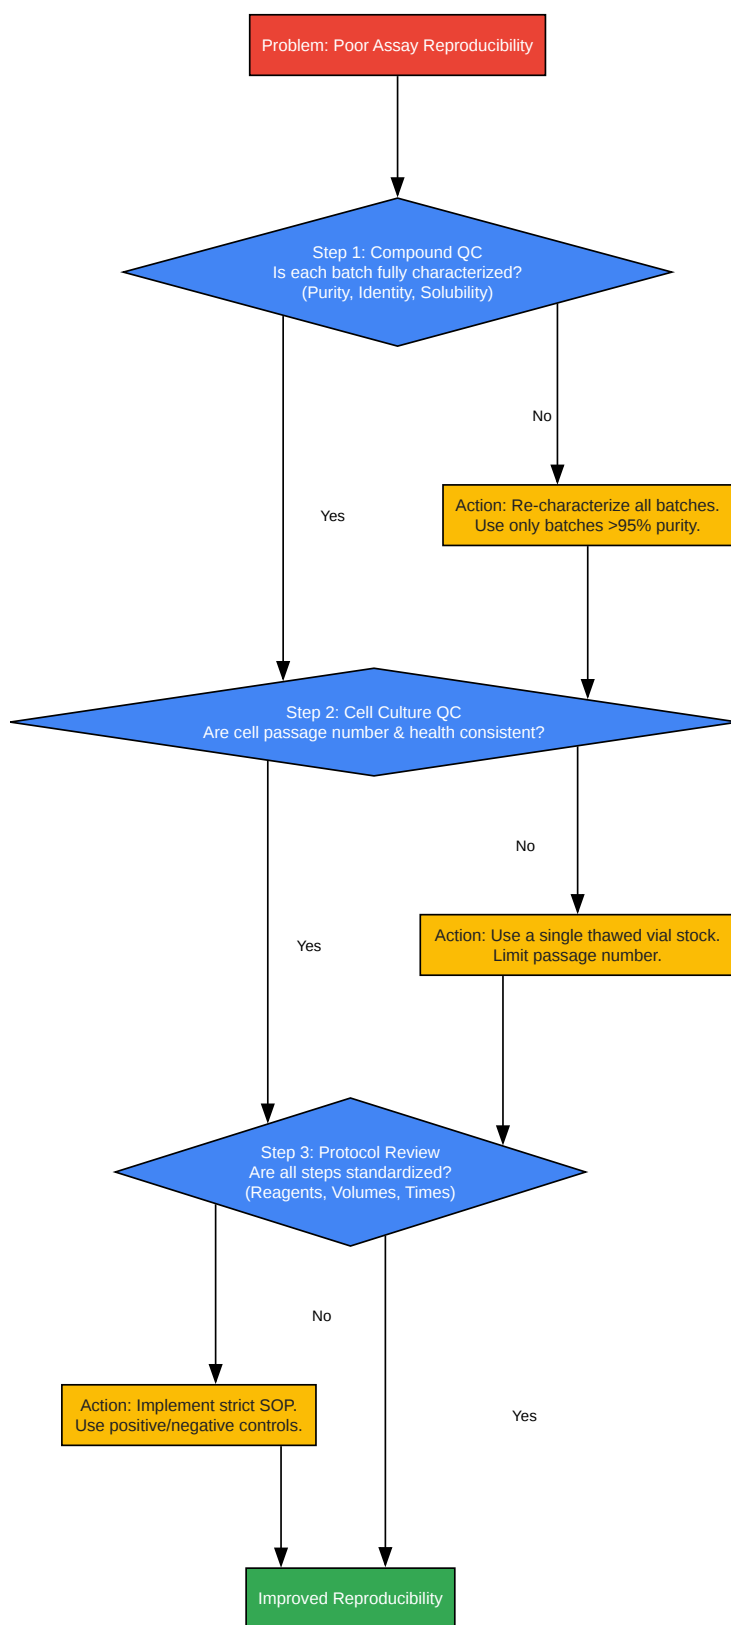 Problem: Poor Assay Reproducibility
Step 1: Compound QC
Is each batch fully characterized?
(Purity, Identity, Solubility)
No
Action: Re-characterize all batches.
Use only batches >95% purity.
Yes
Step 2: Cell Culture QC
Are cell passage number & health consistent?
No
Action: Use a single thawed vial stock.
Limit passage number.
Yes
Step 3: Protocol Review
Are all steps standardized?
(Reagents, Volumes, Times)
No
Action: Implement strict SOP.
Use positive/negative controls.
Yes
Improved Reproducibility